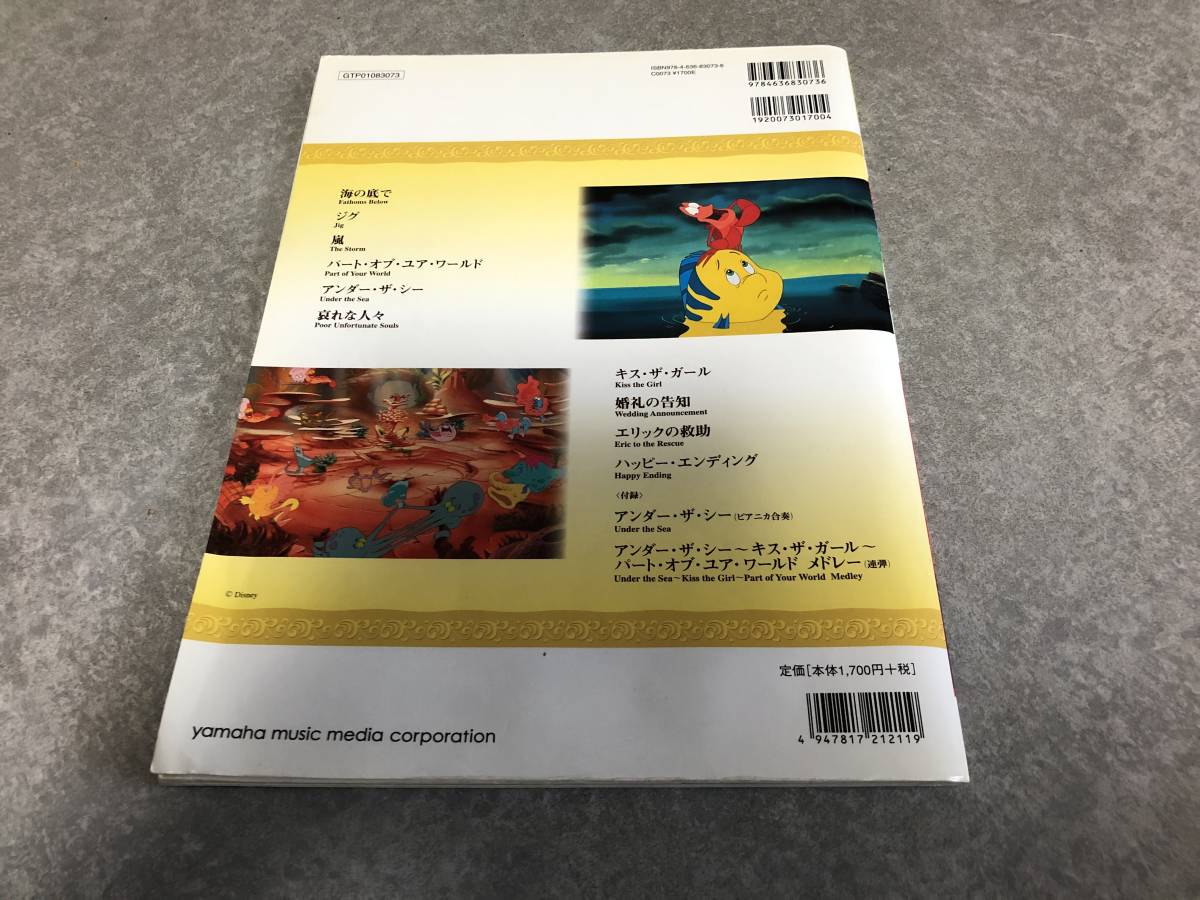 GTP01083073
ISBN978-4-636-83073-6
C0073 ¥1700E
9784636830736
1920073017004
海の底で
Fathoms Below
ジグ
Jig
嵐
The Storm
パート・オブ・ユア・ワールド
Part of Your World
アンダー・ザ・シー
Under the Sea
哀れな人々
Poor Unfortunate Souls
キス・ザ・ガール
Kiss the Girl
婚礼の告知
Wedding Announcement
エリックの救助
Eric to the Rescue
ハッピー・エンディング
Happy Ending
〈付録〉
アンダー・ザ・シー(ピアニカ合奏)
Under the Sea
アンダー・ザ・シー～キス・ザ・ガール～
パート・オブ・ユア・ワールド メドレー(連弾)
Under the Sea～Kiss the Girl～Part of Your World Medley
© Disney
定価[本体1,700円+税]
yamaha music media corporation
4 947817 212119